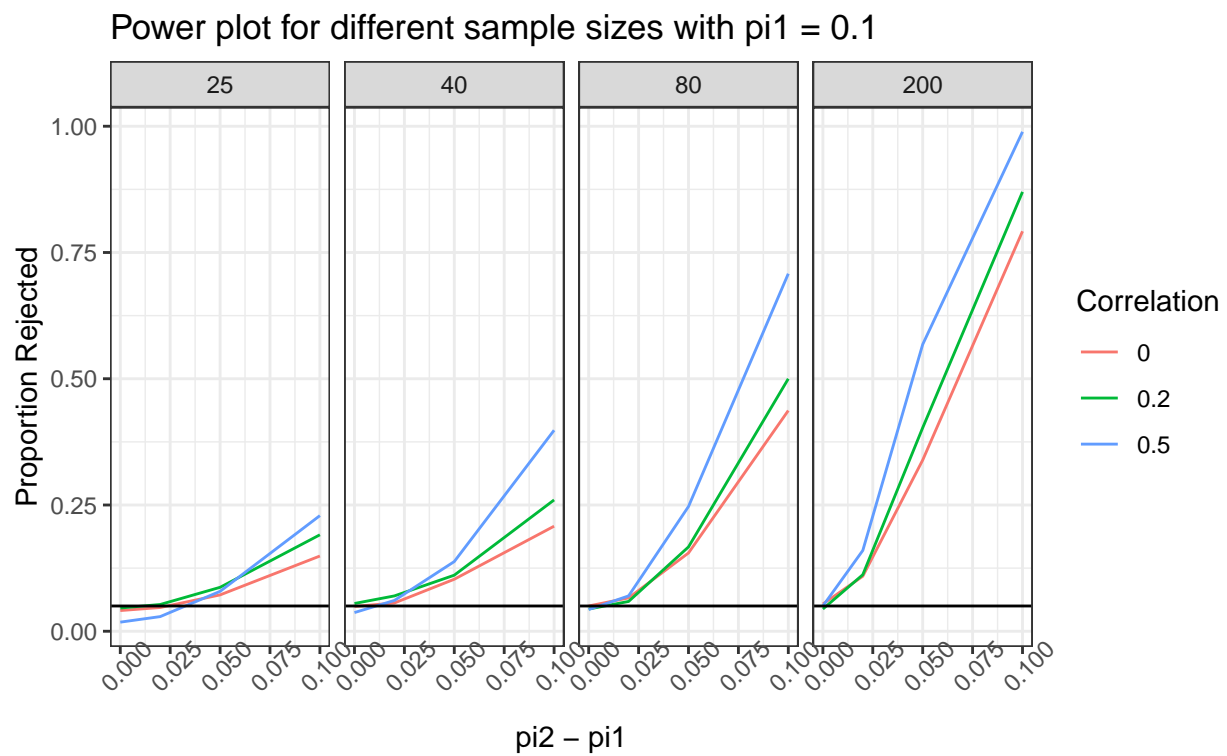 Power plot for different sample sizes with pi1 = 0.1
25 40 80 200
1.00
0.75
0.50
0.25
0.00
Proportion Rejected
0.000 0.025 0.050 0.075 0.100 0.000 0.025 0.050 0.075 0.100 0.000 0.025 0.050 0.075 0.100 0.000 0.025 0.050 0.075 0.100
pi2 − pi1
Correlation
0
0.2
0.5